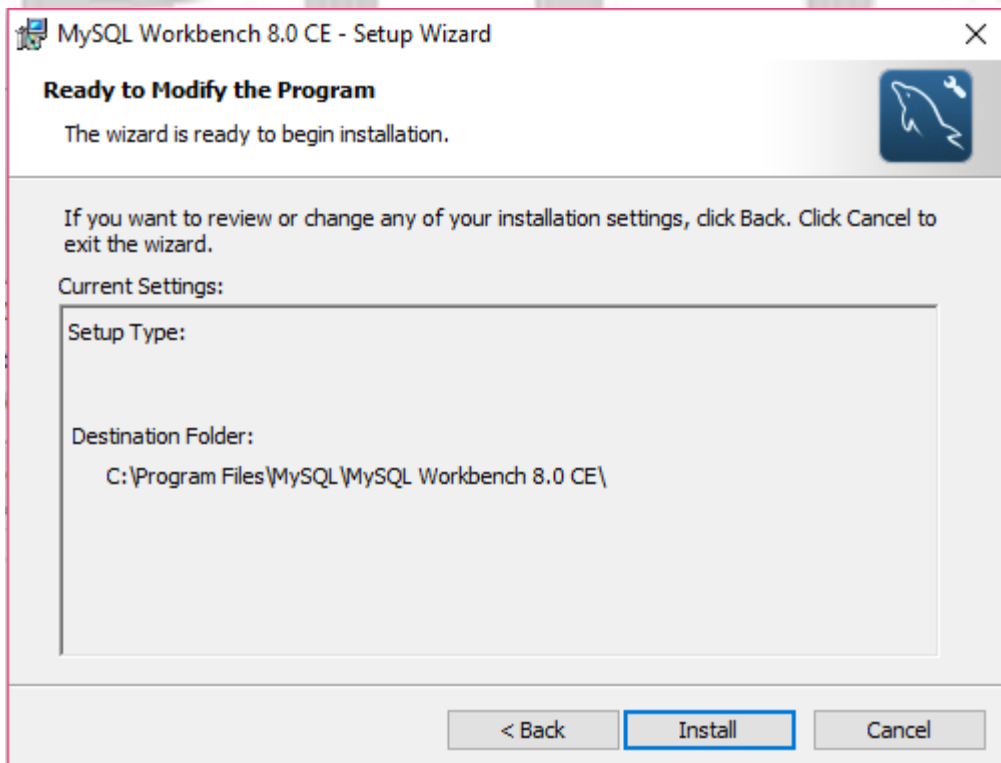 MySQL Workbench 8.0 CE - Setup Wizard
Ready to Modify the Program
The wizard is ready to begin installation.
If you want to review or change any of your installation settings, click Back. Click Cancel to
exit the wizard.
Current Settings:
Setup Type:
Destination Folder:
C:\Program Files\MySQL\MySQL Workbench 8.0 CE\
< Back
Install
Cancel